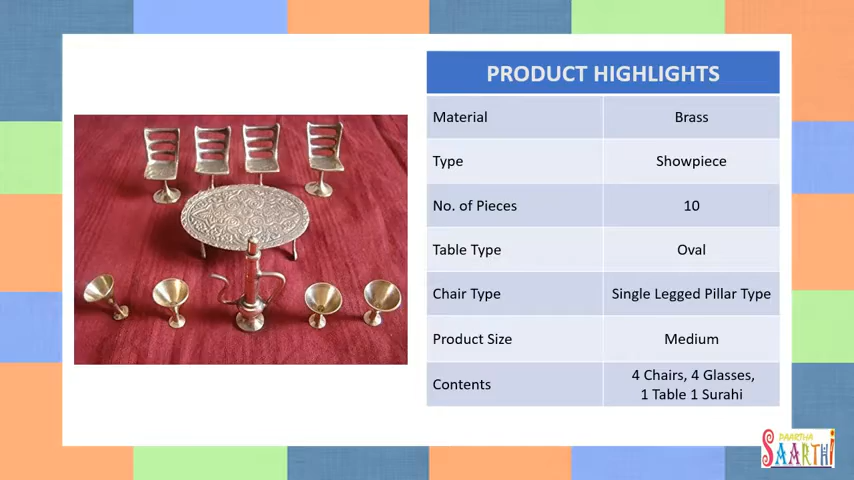 PRODUCT HIGHLIGHTS
Material Brass
Type Showpiece
No. of Pieces 10
Table Type Oval
Chair Type Single Legged Pillar Type
Product Size Medium
Contents 4 Chairs, 4 Glasses,
1 Table 1 Surahi
PAARTHA
SAARTHI